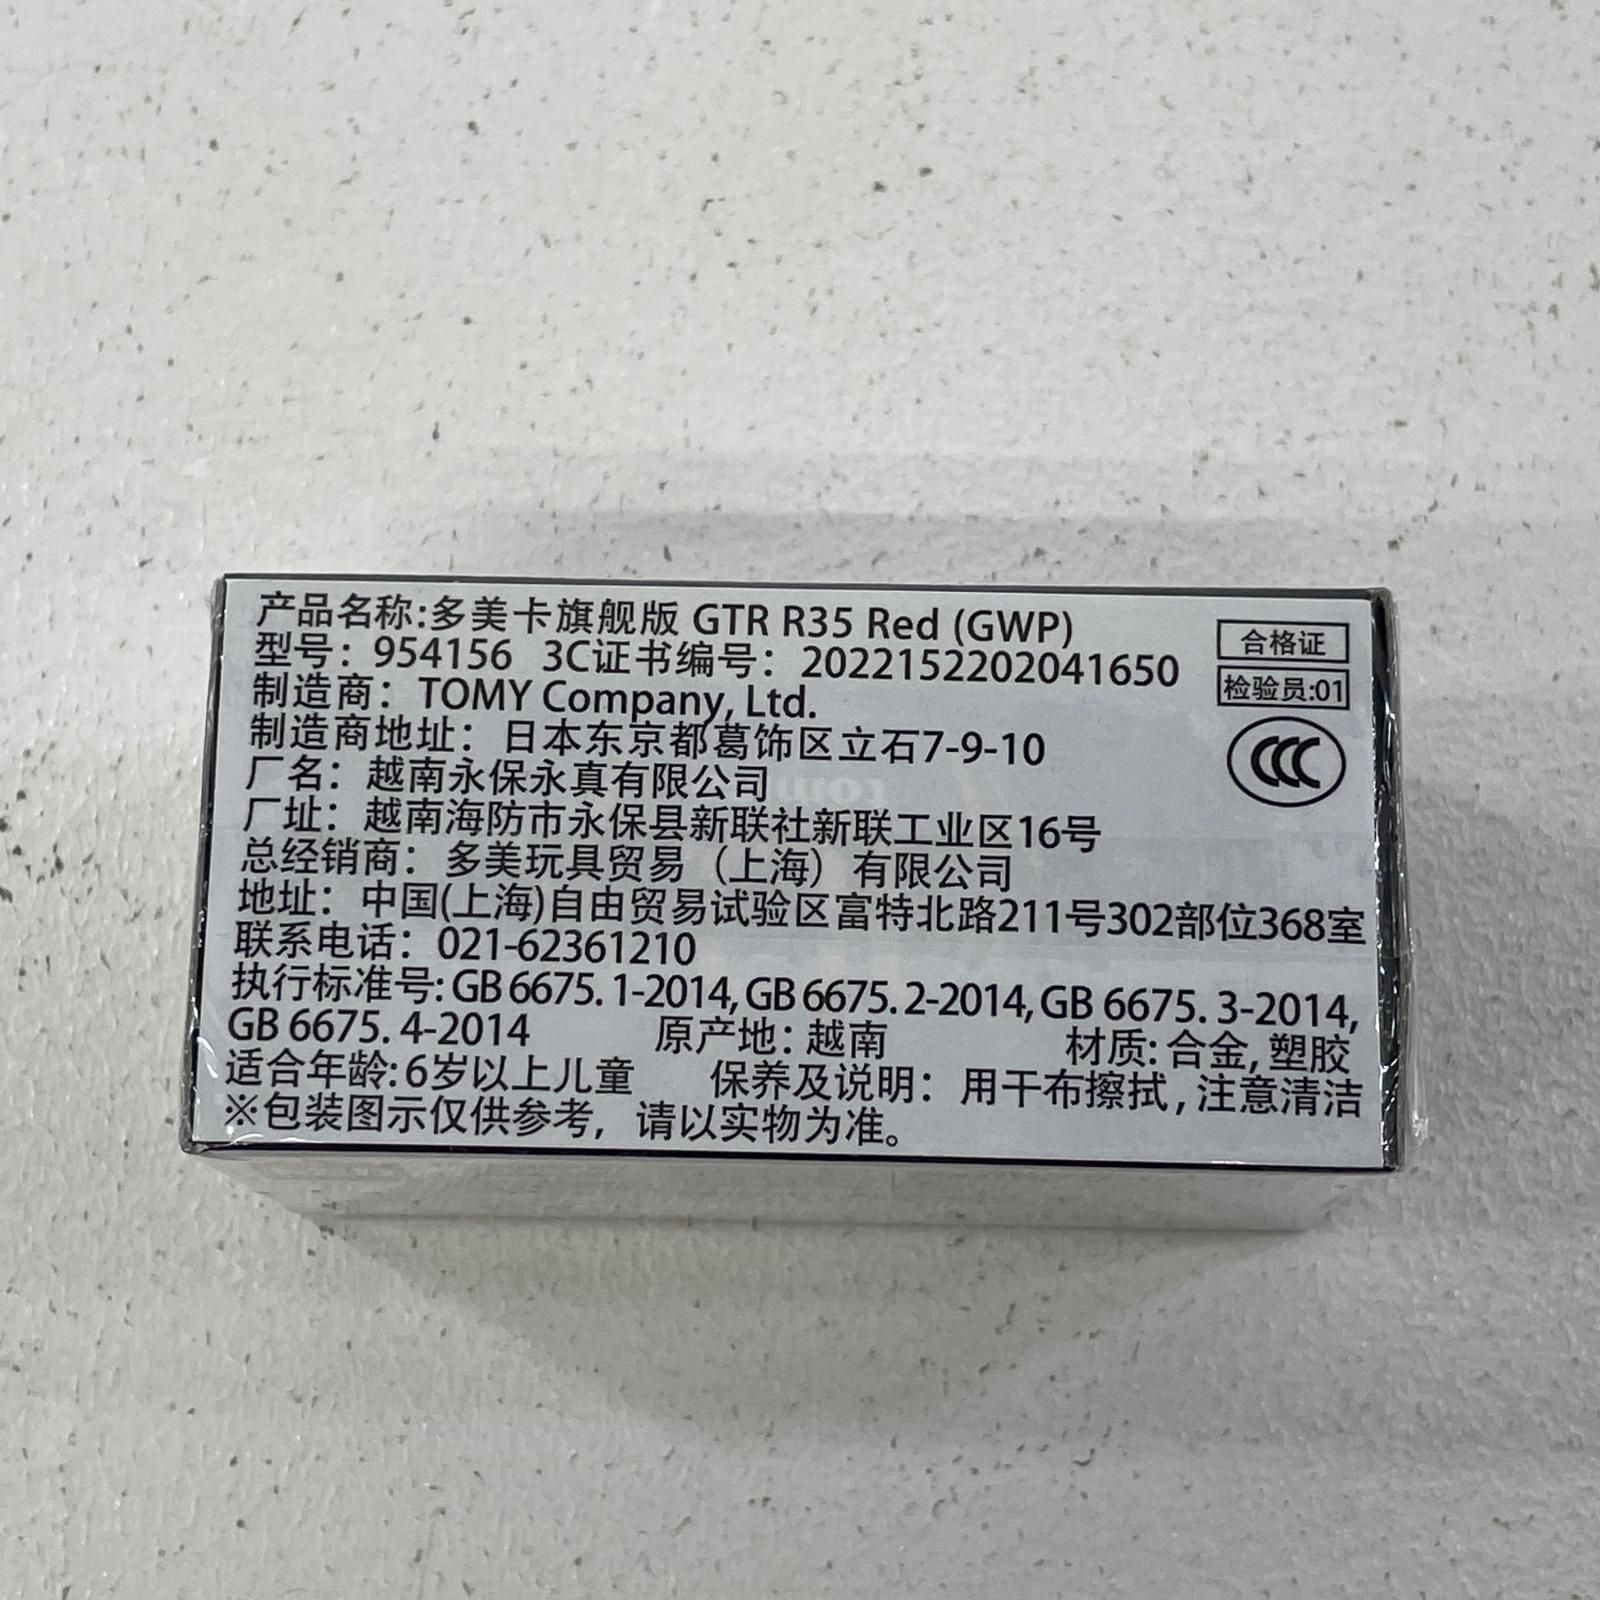 产品名称:多美卡旗舰版 GTR R35 Red (GWP)
型号：954156 3C证书编号：2022152202041650
制造商：TOMY Company, Ltd.
制造商地址：日本东京都葛饰区立石7-9-10
厂名：越南永保永真有限公司
厂址：越南海防市永保县新联社新联工业区16号
总经销商：多美玩具贸易（上海）有限公司
地址：中国(上海)自由贸易试验区富特北路211号302部位368室
联系电话：021-62361210
执行标准号:GB 6675.1-2014, GB 6675.2-2014, GB 6675.3-2014,
GB 6675.4-2014 原产地：越南 材质:合金,塑胶
适合年龄:6岁以上儿童 保养及说明：用干布擦拭,注意清洁
※包装图示仅供参考，请以实物为准。
合格证
检验员:01
CCC